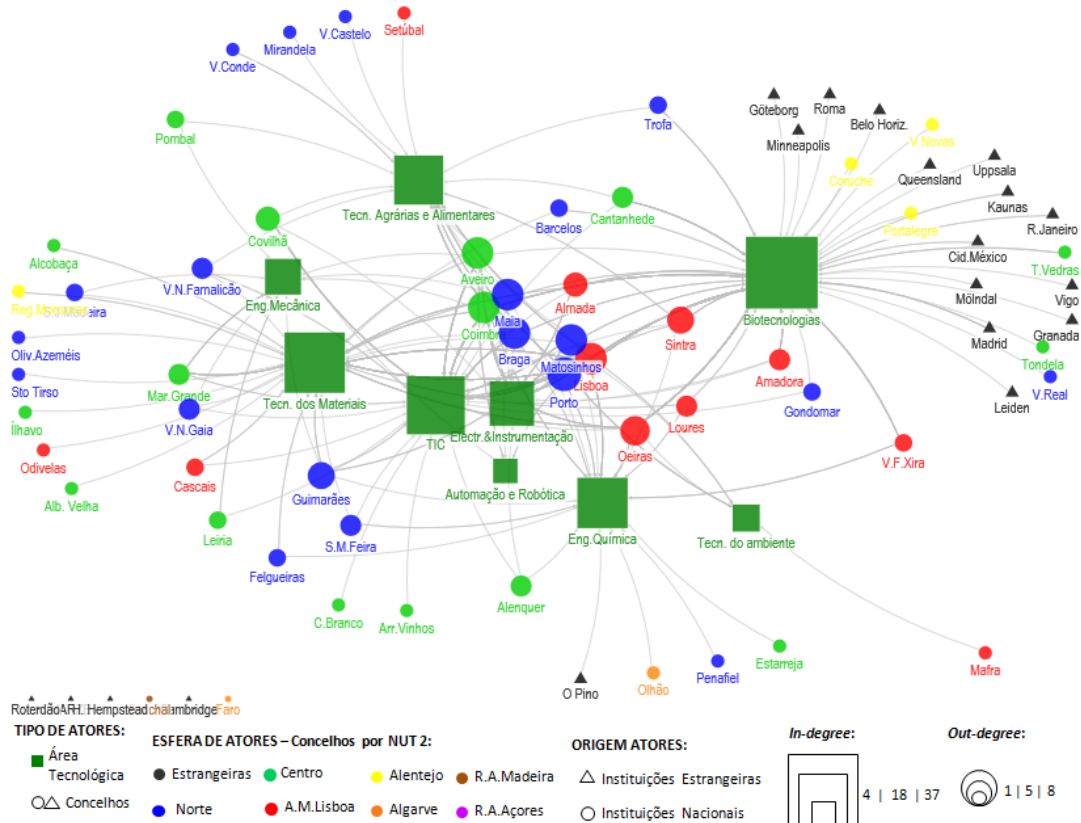 V.Castelo
Setúbal
Mirandela
V.Conde
Göteborg
Roma
Belo Horiz.
Trofa
Minneapolis
V.Novas
Pombal
Coruche
Queensland
Uppsala
Kaunas
Tecn. Agrárias e Alimentares
Cantanhede
Barcelos
Portalegre
R.Janeiro
Covilhã
Cid.México
T.Vedras
Alcobaça
Aveiro
V.N.Famalicão
Eng.Mecânica
Almada
Mölndal
Vigo
Maia
Biotecnologias
Granada
Coimbra
Sintra
Madrid
Oliv.Azeméis
Braga
Tondela
Matosinhos
Lisboa
Amadora
Sto Tirso
Mar.Grande
Tecn. dos Materiais
Porto
Leiden
V.Real
Gondomar
Ílhavo
V.N.Gaia
TIC
Electr.&Instrumentação
Loures
Oeiras
Odivelas
V.F.Xira
Cascais
Automação e Robótica
Guimarães
Alb. Velha
Leiria
S.M.Feira
Eng.Química
Tecn. do ambiente
Felgueiras
Alenquer
C.Branco
Arr.Vinhos
Estarreja
Mafra
Penafiel
O Pino
Olhão
Roterdão
Hempstead
Faro
TIPO DE ATORES:
Área
Tecnológica
Concelhos
ESFERA DE ATORES – Concelhos por NUT 2:
Estrangeiras
Centro
Alentejo
R.A.Madeira
Norte
A.M.Lisboa
Algarve
R.A.Açores
ORIGEM ATORES:
Instituições Estrangeiras
Instituições Nacionais
In-degree:
4 | 18 | 37
Out-degree:
1 | 5 | 8